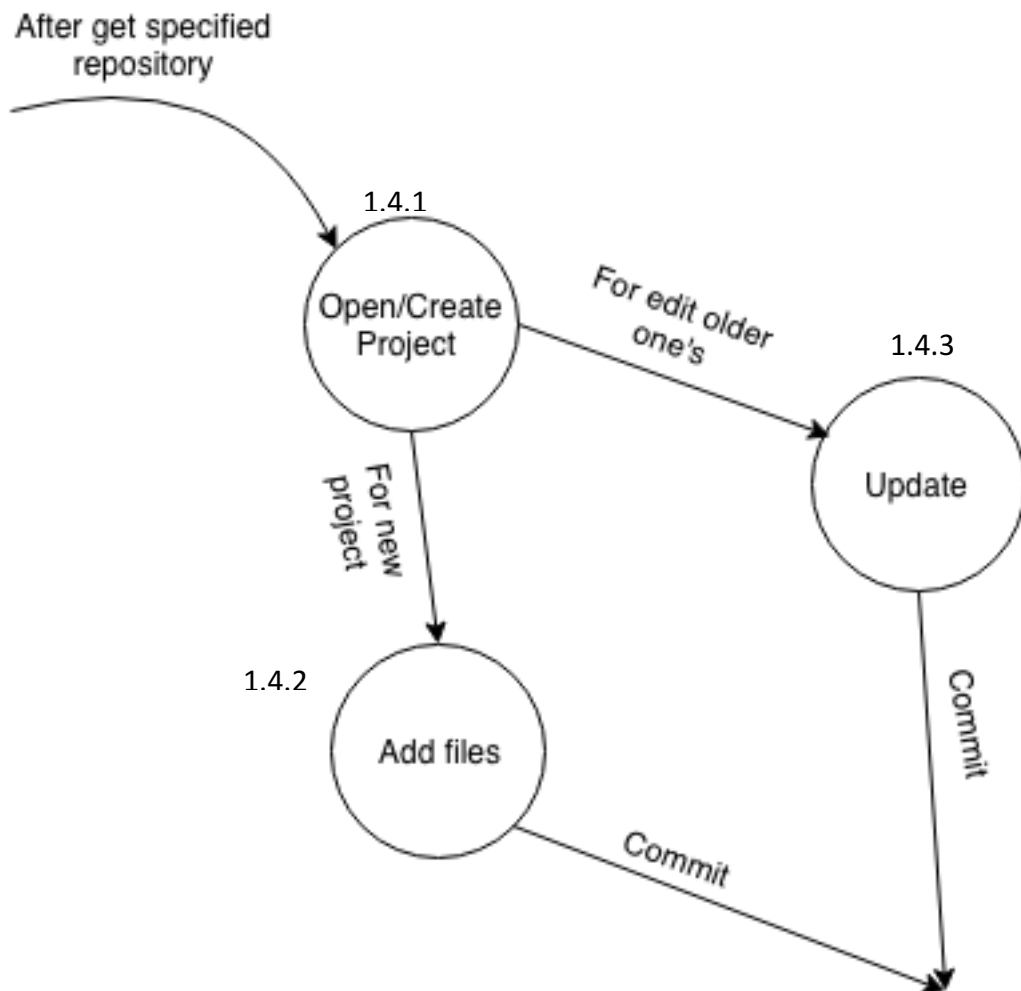 After get specified
repository
1.4.1
Open/Create
Project
For edit older
one's
1.4.3
Update
For new
project
1.4.2
Add files
Commit
Commit